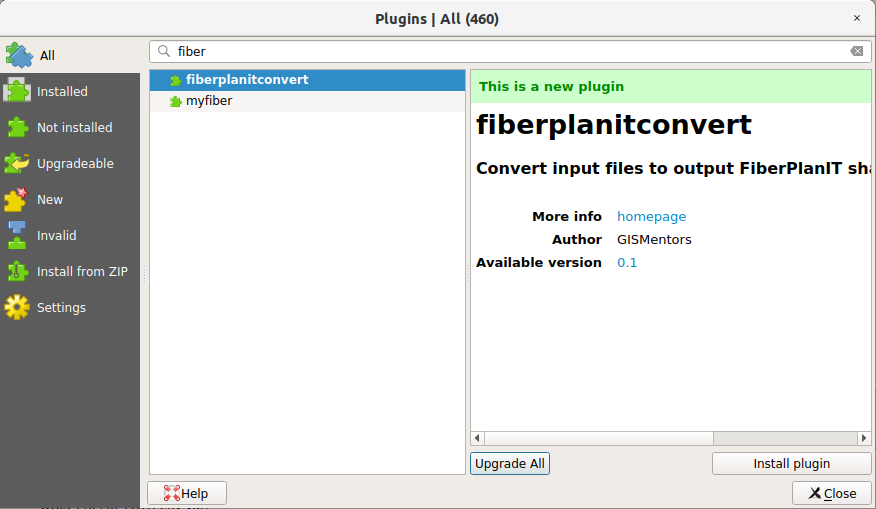 Plugins | All (460)
All
Installed
Not installed
Upgradeable
New
Invalid
Install from ZIP
Settings
fiber
fiberplanitconvert
myfiber
This is a new plugin
fiberplanitconvert
Convert input files to output FiberPlanIT sha
More info homepage
Author GISMentors
Available version 0.1
Upgrade All
Install plugin
Help
Close